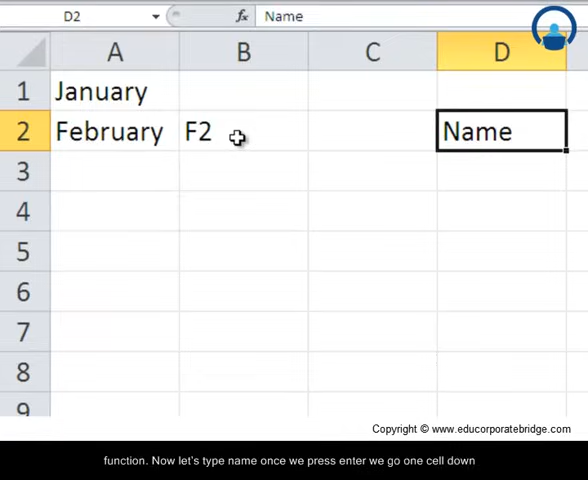 D2 fx Name
A B C D
1 January
2 February F2 Name
3
4
5
6
7
8
9
Copyright © www.educorporatebridge.com
function. Now let's type name once we press enter we go one cell down